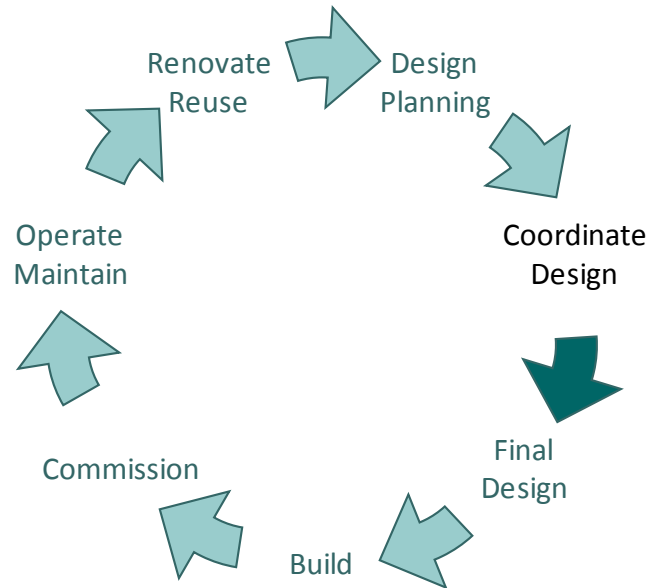 Renovate
Reuse
Design
Planning
Coordinate
Design
Final
Design
Build
Commission
Operate
Maintain